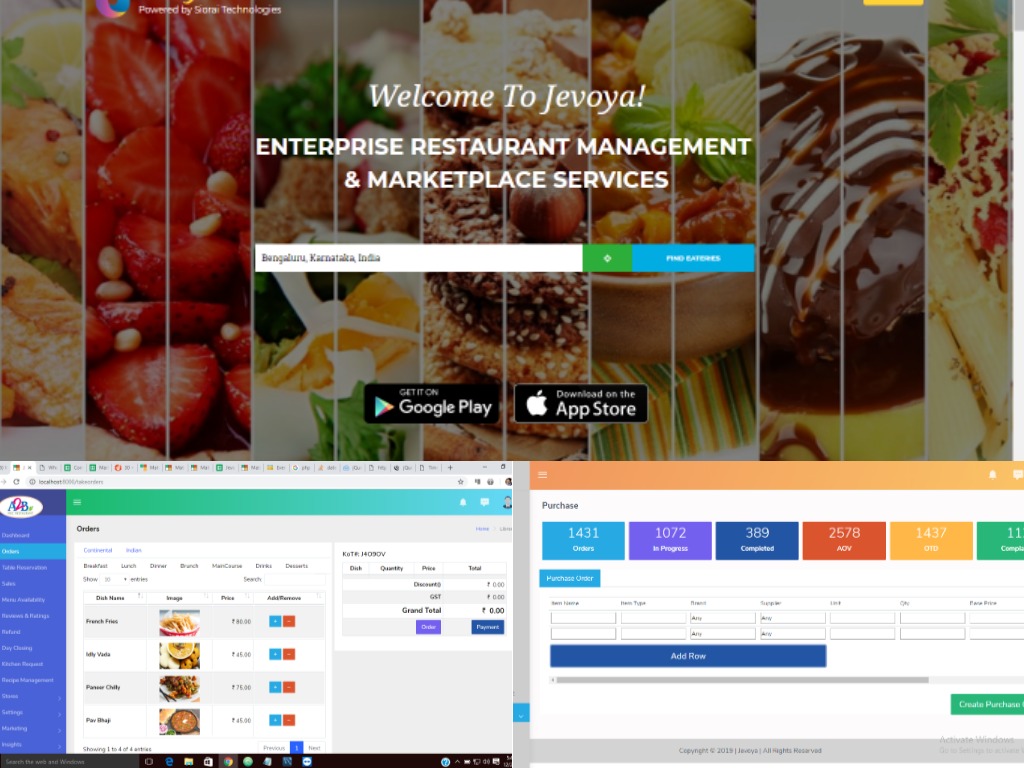 Powered by Siorai Technologies
Welcome To Jevoya!
ENTERPRISE RESTAURANT MANAGEMENT
& MARKETPLACE SERVICES
Bengaluru, Karnataka, India
FIND EATERIES
GET IT ON
Google Play
Download on the
App Store
localhost:9086/takeorders
A2B
Dashboard
Orders
Table Reservation
Sales
Menu Availability
Reviews & Ratings
Refund
Day Closing
Kitchen Request
Recipe Management
Stores
Settings
Marketing
Insights
Orders
Home
Continental Indian
Breakfast Lunch Dinner Brunch MainCourse Drinks Desserts
Show 10 entries Search:
Dish Name Image Price Add/Remove
French Fries ₹ 80.00 + −
Idly Vada ₹ 45.00 + −
Paneer Chilly ₹ 75.00 + −
Pav Bhaji ₹ 45.00 + −
Showing 1 to 4 of 4 entries
Previous 1 Next
KoT#: J409OV
Dish Quantity Price Total
Discount() ₹ 0.00
GST ₹ 0.00
Grand Total ₹ 0.00
Order Payment
Search the web and Windows
Purchase
1431 1072 389 2578 1437
Orders In Progress Completed AOV OTD
Purchase Order
Item Name Item Type Brand Supplier Unit Qty Base Price
Any Any
Any Any
Add Row
Create Purchase
Copyright © 2019 | Jevoya | All Rights Reserved
Activate Windows
Go to Settings to activate